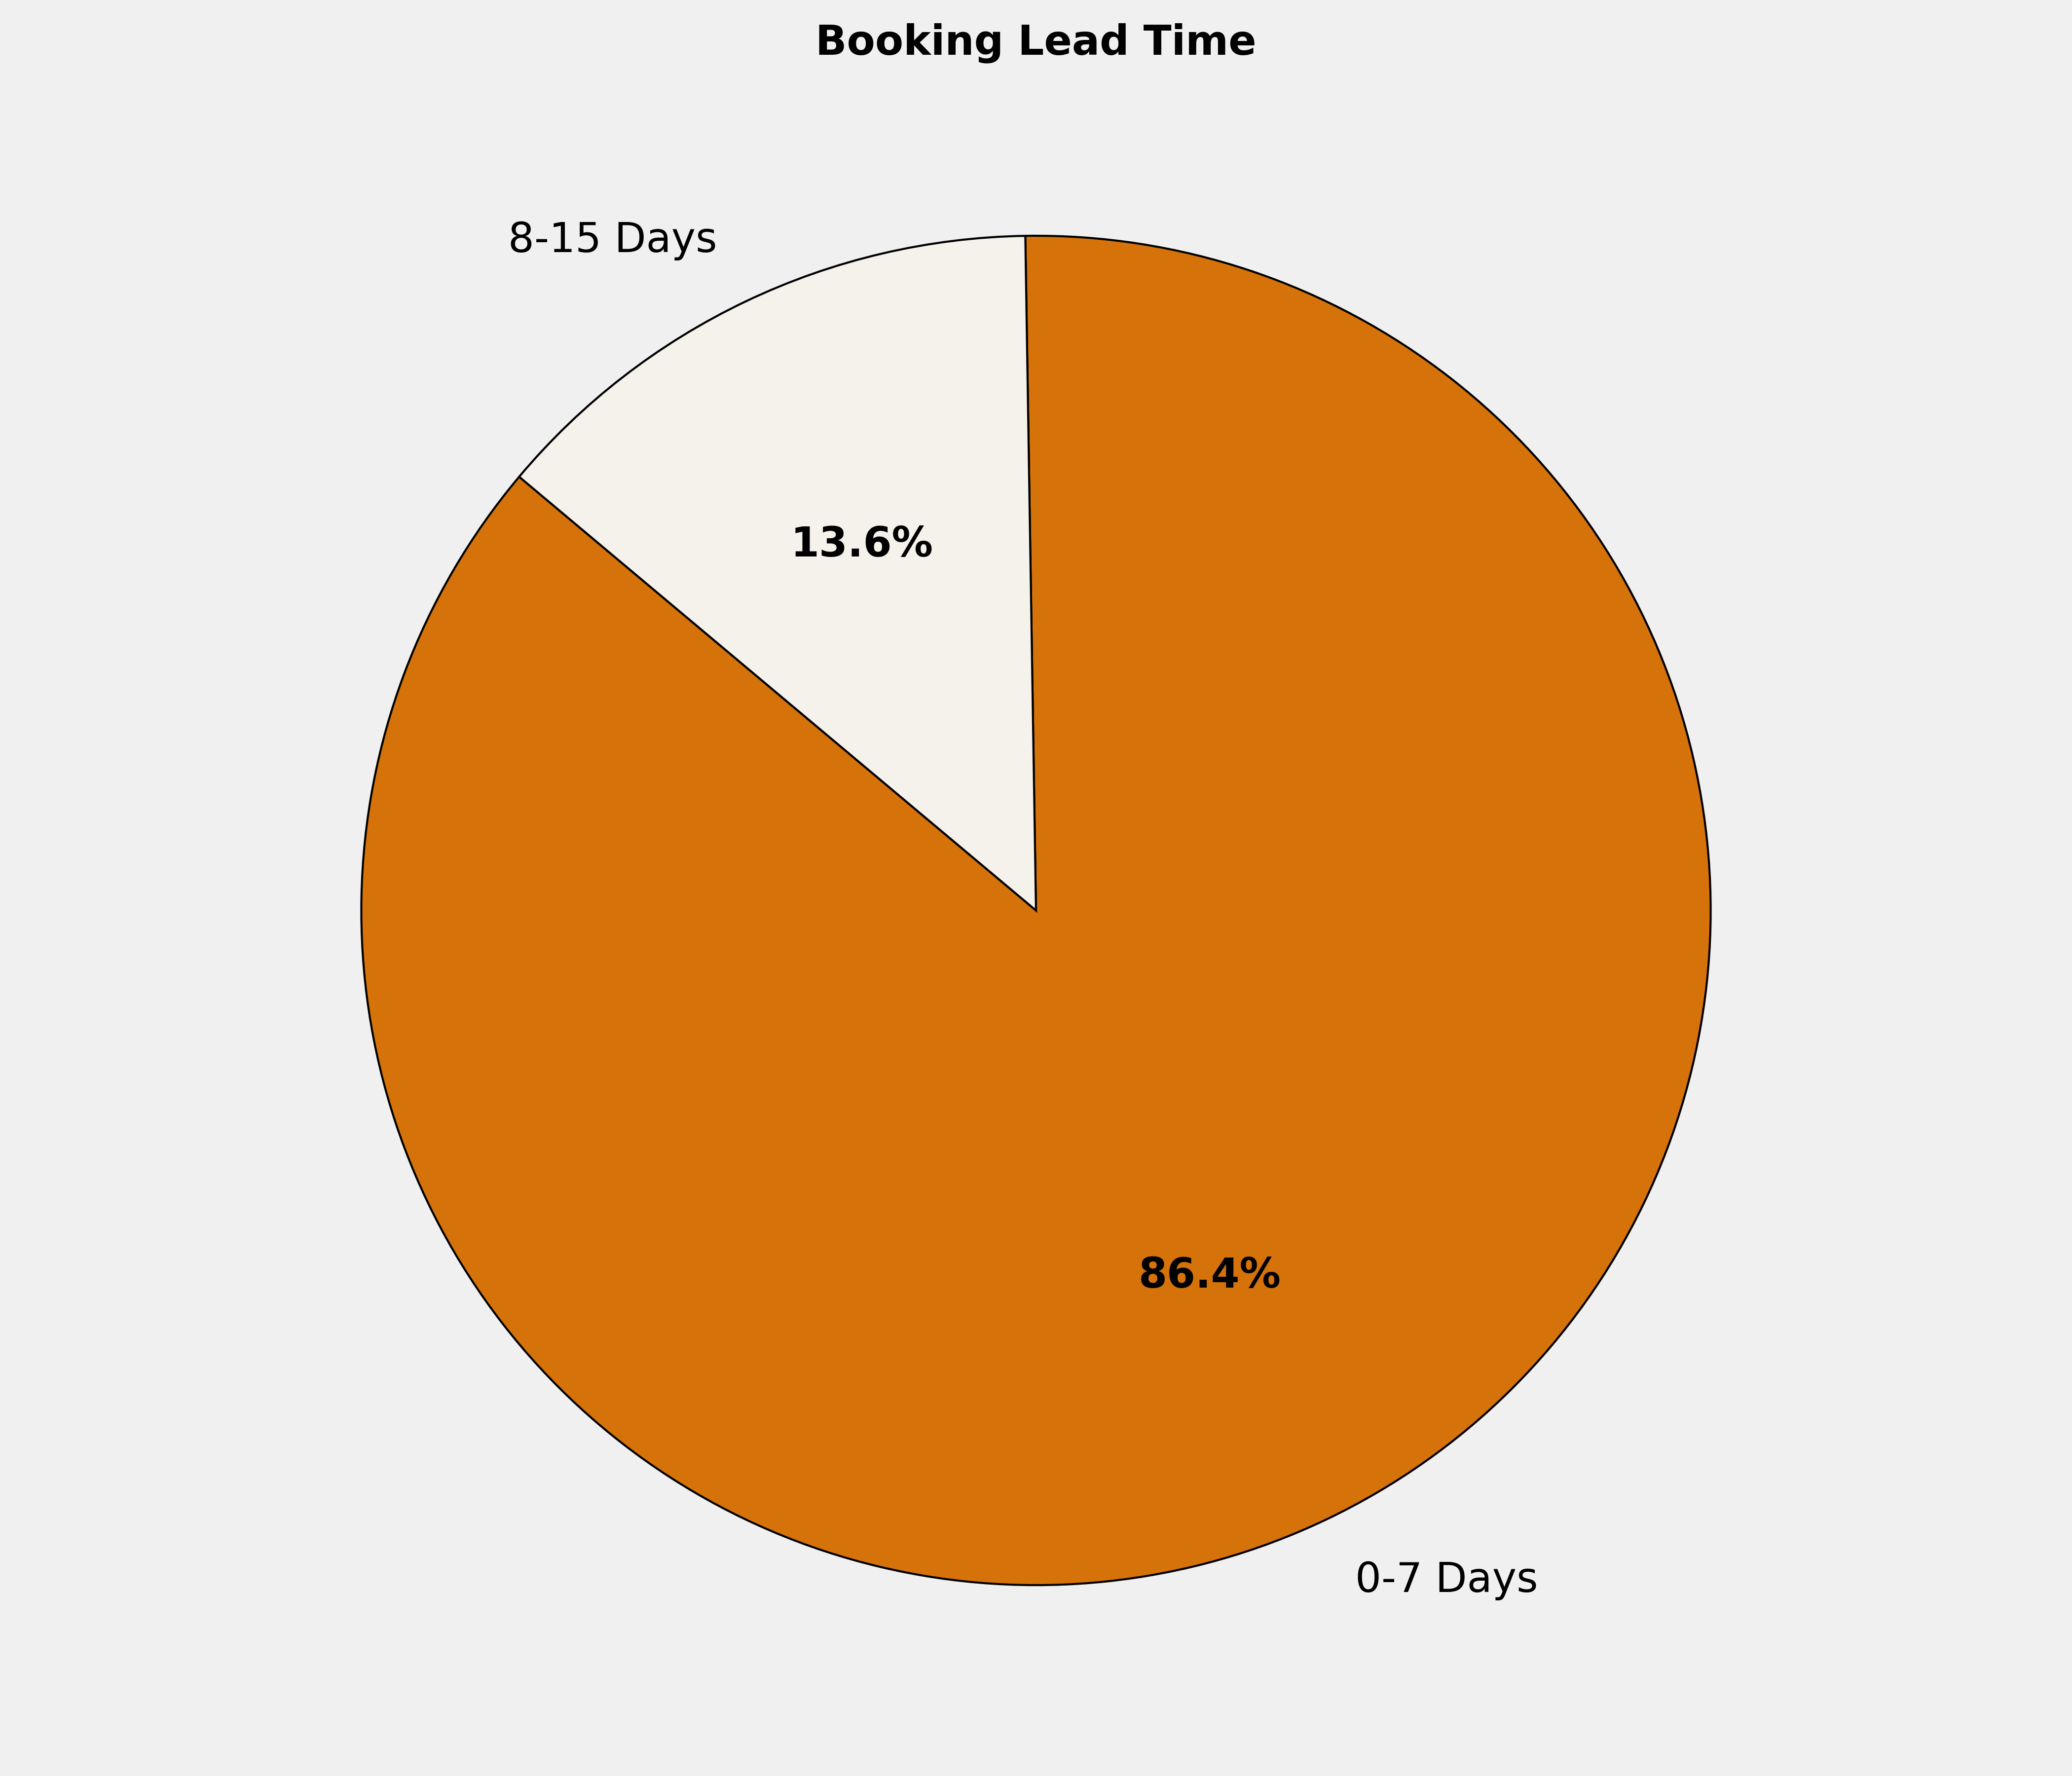 Booking Lead Time
8-15 Days
13.6%
86.4%
0-7 Days